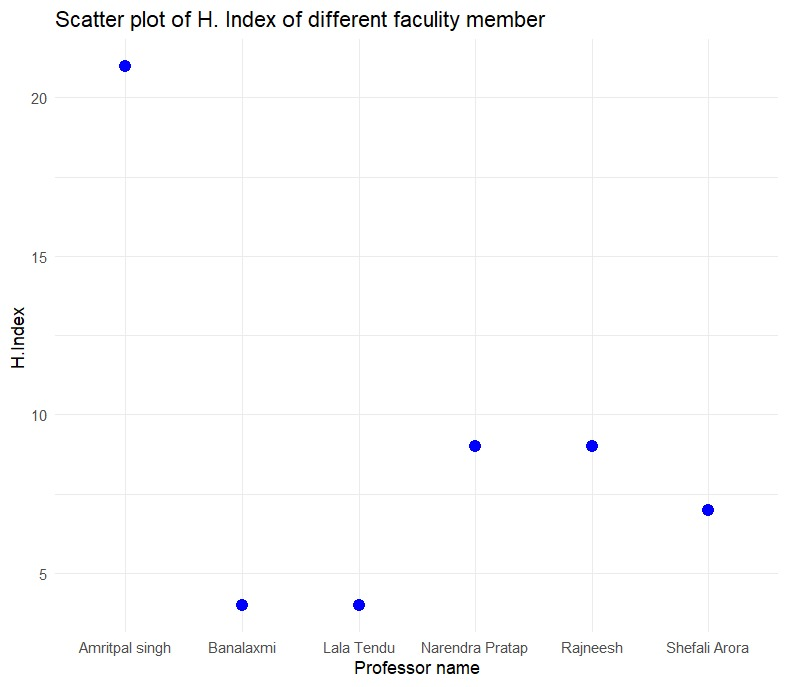 Scatter plot of H. Index of different faculity member
20
15
10
5
H.Index
Amritpal singh Banalaxmi Lala Tendu Narendra Pratap Rajneesh Shefali Arora
Professor name